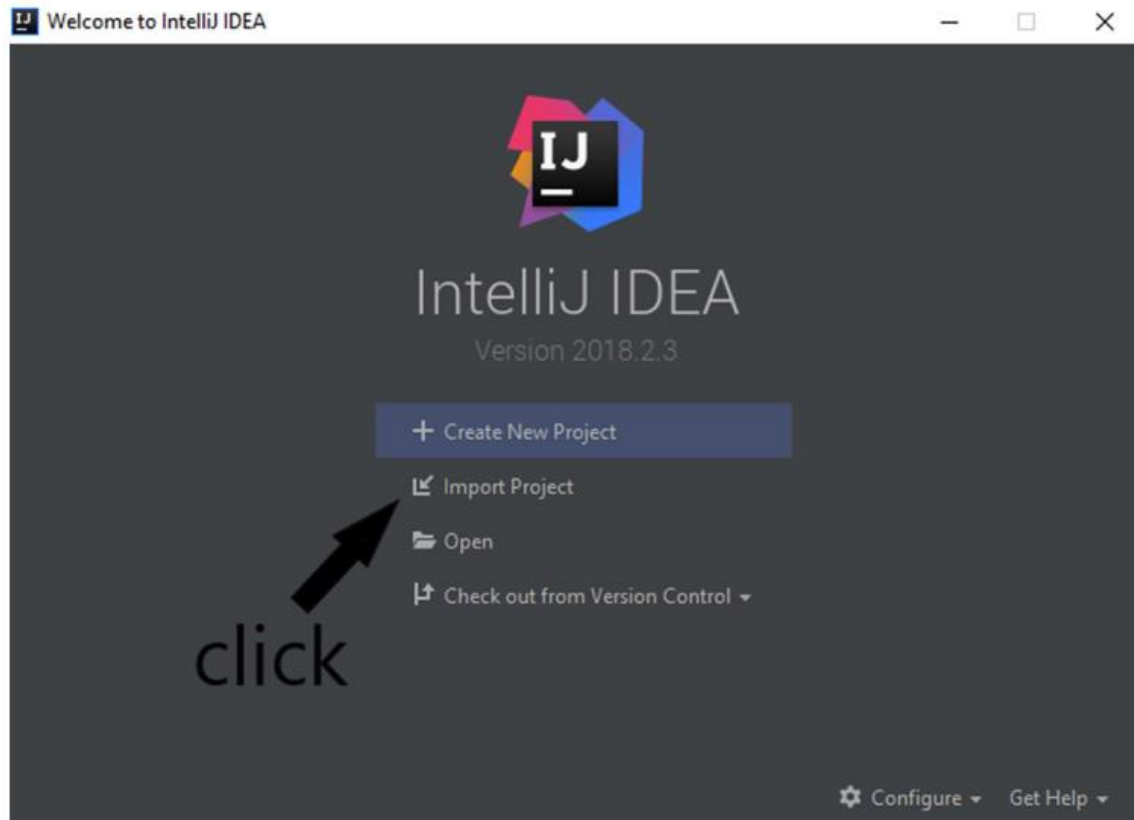 Welcome to IntelliJ IDEA
IJ
IntelliJ IDEA
Version 2018.2.3
Create New Project
Import Project
Open
Check out from Version Control
click
Configure Get Help